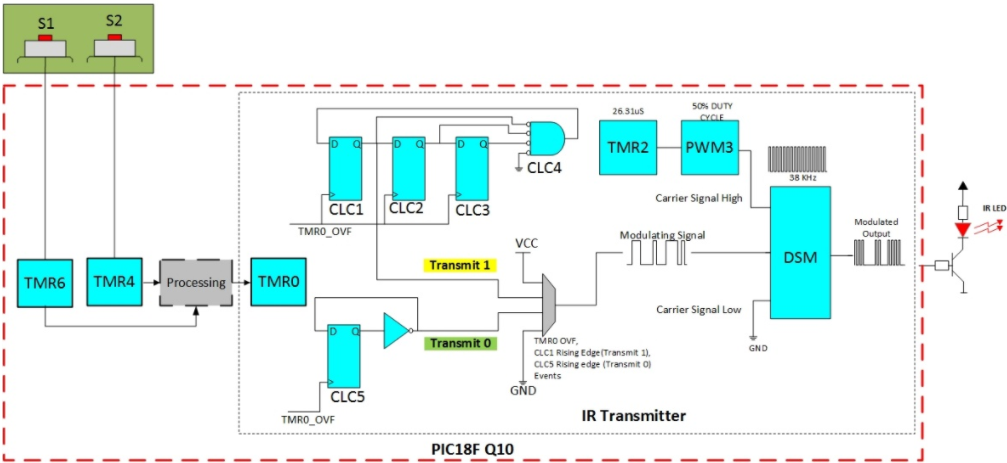 S1
S2
26.31uS
50% DUTY
CYCLE
TMR2
PWM3
D Q
D Q
D Q
CLC4
38 KHz
CLC1
CLC2
CLC3
Carrier Signal High
IR LED
TMR0_OVF
Modulated
Output
Modulating Signal
VCC
DSM
Transmit 1
TMR6
TMR4
Processing
TMR0
Carrier Signal Low
D Q
Transmit 0
TMR0 OVF,
CLC1 Rising Edge(Transmit 1),
CLC5 Rising edge (Transmit 0)
Events
GND
GND
CLC5
TMR0_OVF
IR Transmitter
PIC18F Q10